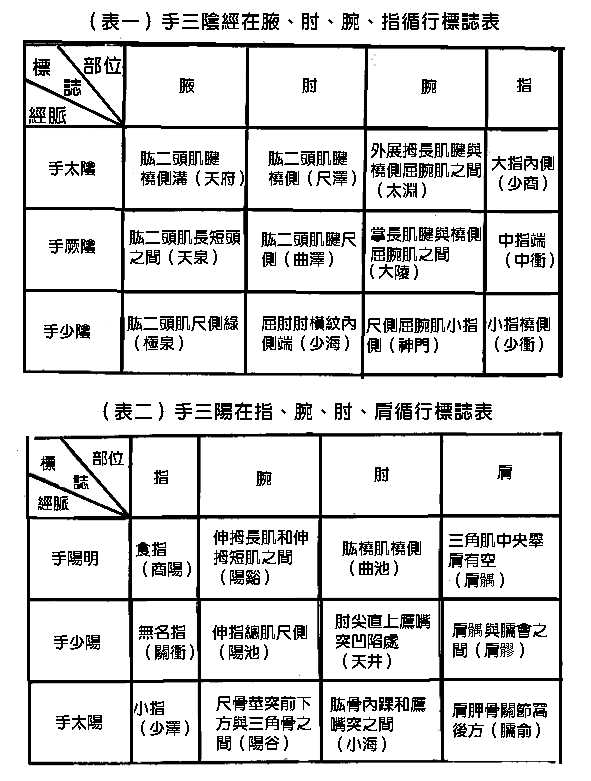 （表一）手三陰經在腋、肘、腕、指循行標誌表
標誌 部位 經脈
腋 肘 腕 指
手太陰
肱二頭肌腱
橈側溝（天府）
肱二頭肌腱
橈側（尺澤）
外展拇長肌腱與
橈側屈腕肌之間
（太淵）
大指內側
（少商）
手厥陰
肱二頭肌長短頭
之間（天泉）
肱二頭肌腱尺
側（曲澤）
掌長肌腱與橈側
屈腕肌之間
（大陵）
中指端
（中衝）
手少陰
肱二頭肌尺側緣
（極泉）
屈肘肘橫紋內
側端（少海）
尺側屈腕肌小指
側（神門）
小指橈側
（少衝）
（表二）手三陽在指、腕、肘、肩循行標誌表
標誌 部位 經脈
指 腕 肘 肩
手陽明
食指
（商陽）
伸拇長肌和伸
拇短肌之間
（陽谿）
肱橈肌橈側
（曲池）
三角肌中央舉
肩有空
（肩髃）
手少陽
無名指
（關衝）
伸指總肌尺側
（陽池）
肘尖直上鷹嘴
突凹陷處
（天井）
肩髃與臑會之
間（肩髎）
手太陽
小指
（少澤）
尺骨莖突前下
方與三角骨之
間（陽谷）
肱骨內踝和鷹
嘴突之間
（小海）
肩胛骨關節窩
後方（臑俞）